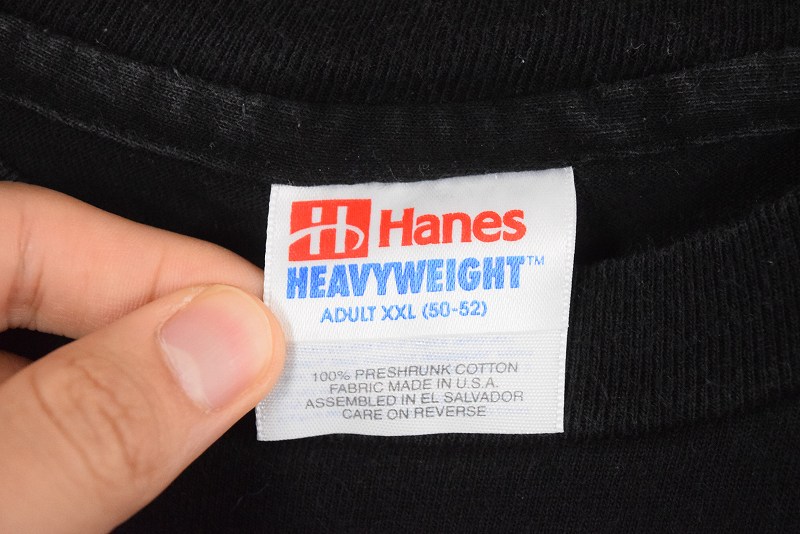 H Hanes
HEAVYWEIGHT™
ADULT XXL (50-52)
100% PRESHRUNK COTTON
FABRIC MADE IN U.S.A.
ASSEMBLED IN EL SALVADOR
CARE ON REVERSE